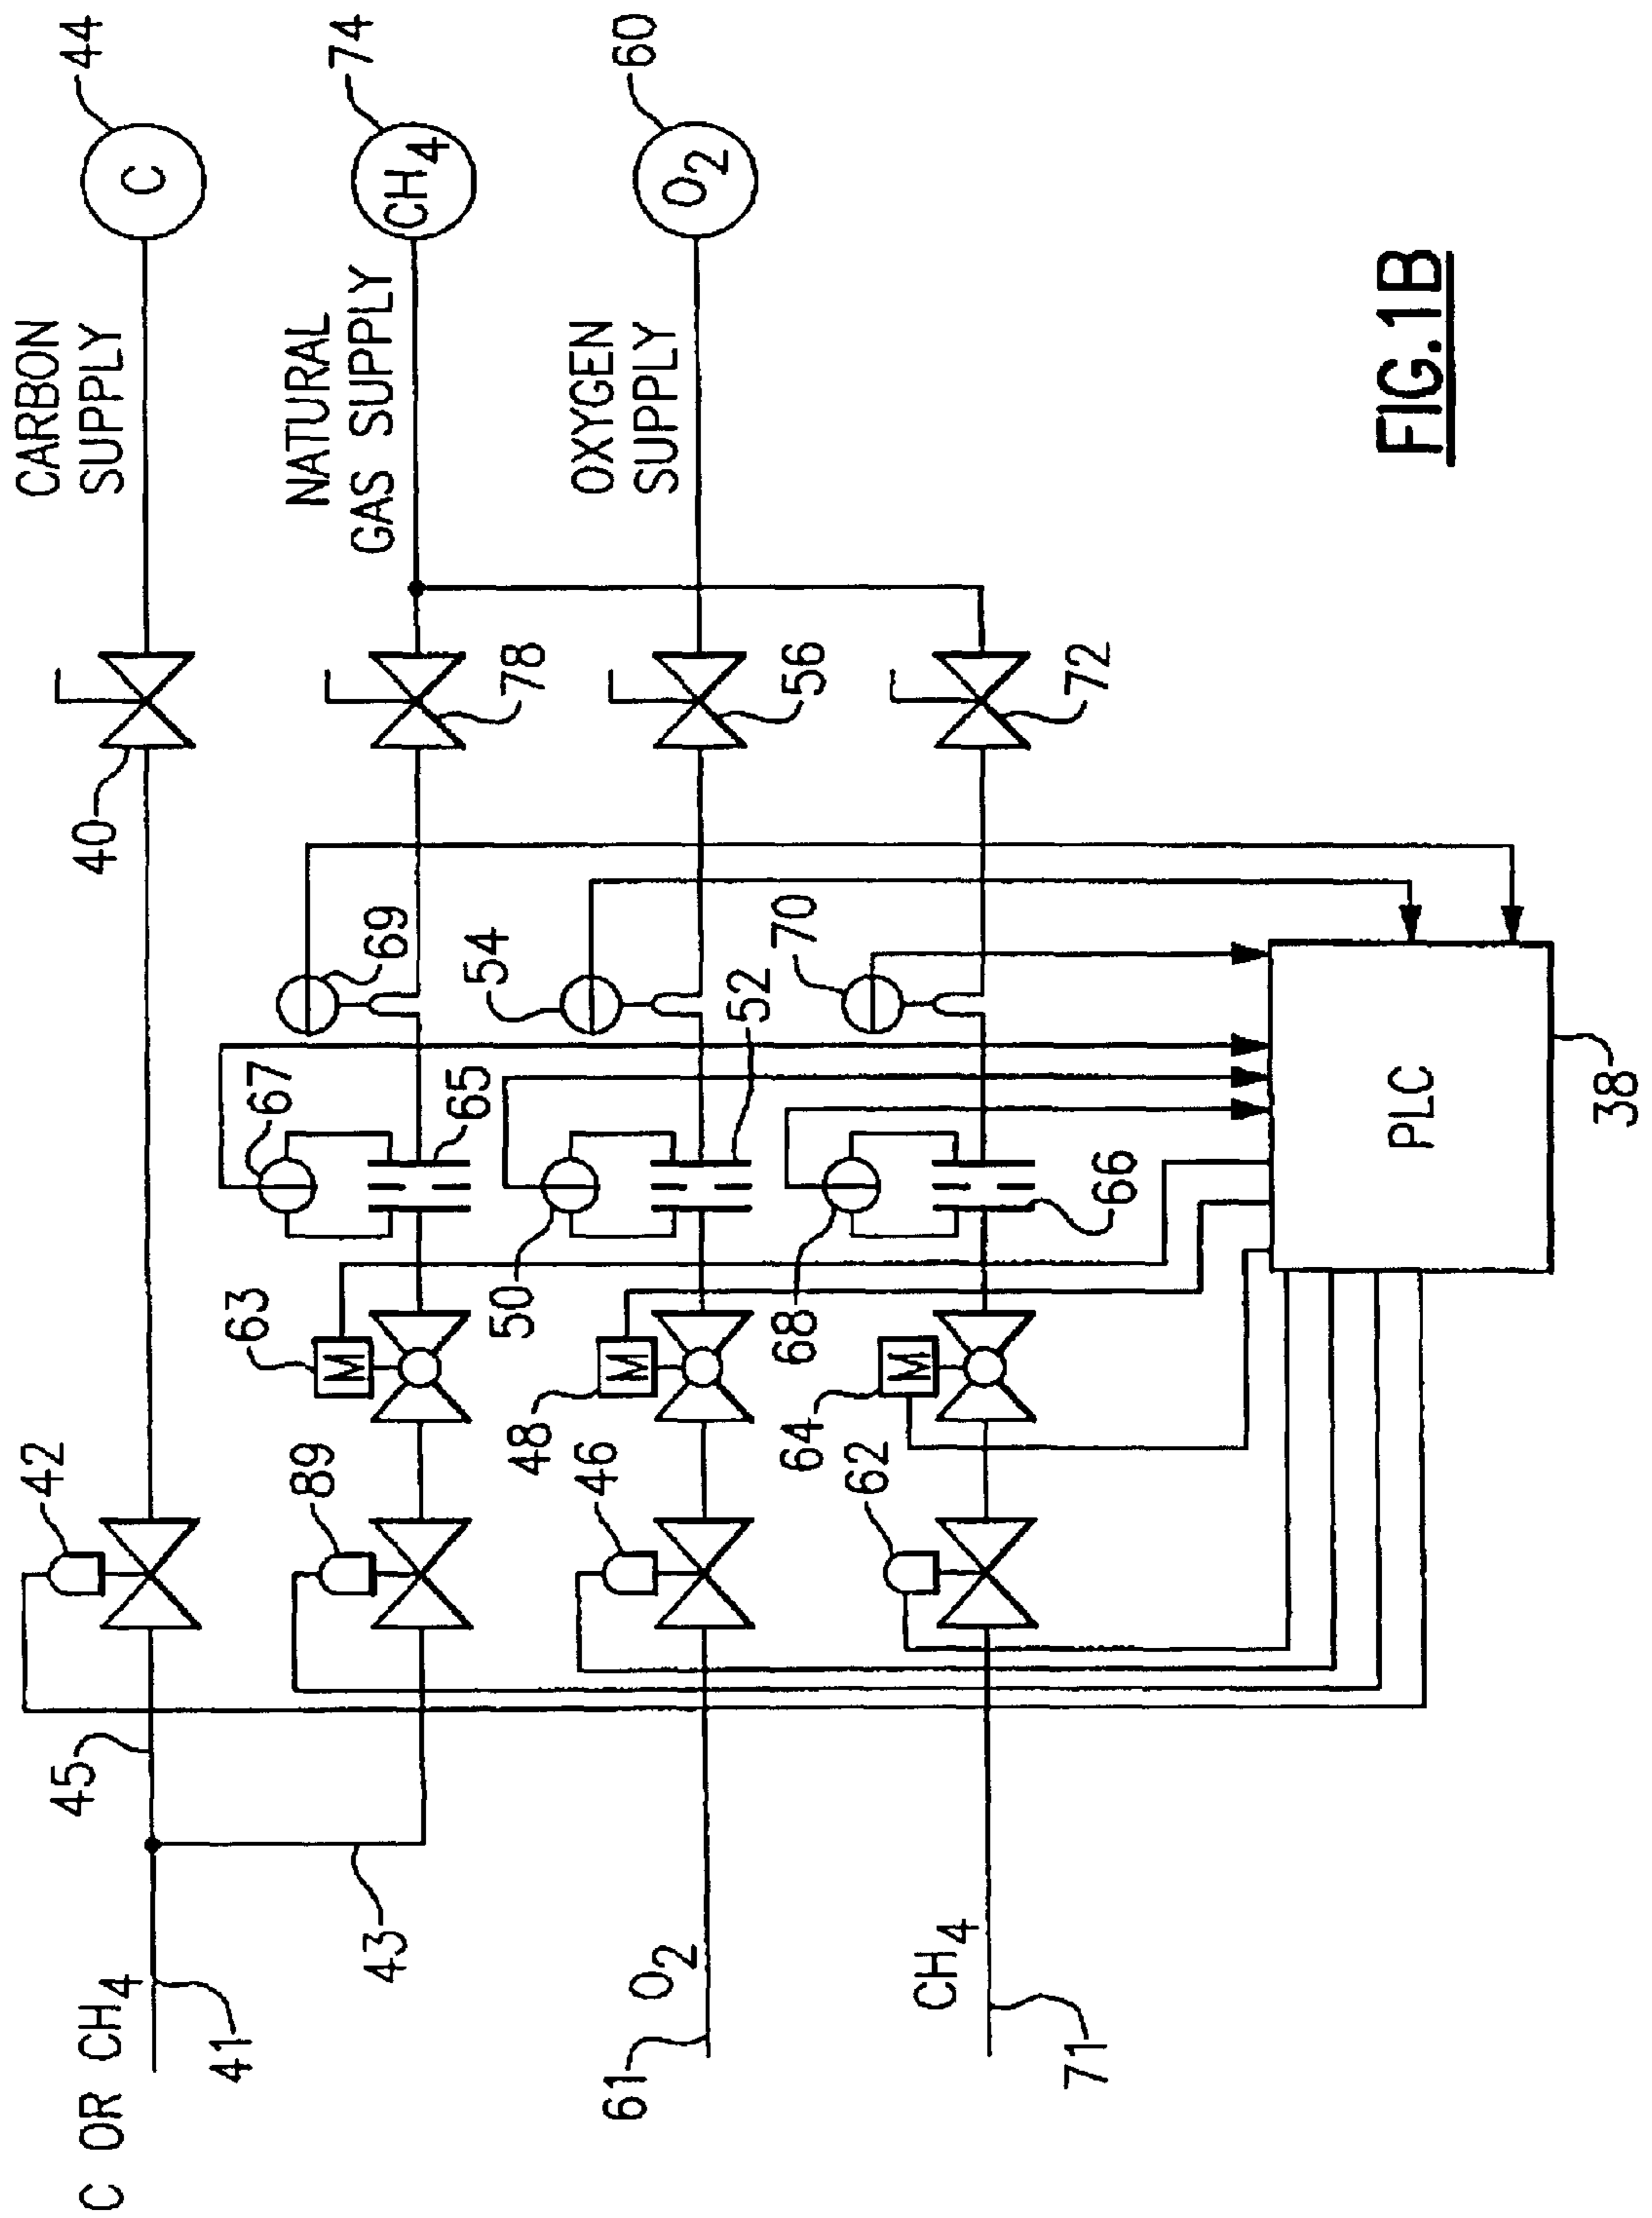 C OR CH4
41
45
42
40
CARBON
SUPPLY
C
44
43
89
63
67
65
69
78
NATURAL
GAS SUPPLY
CH4
74
61
O2
46
48
50
52
54
56
OXYGEN
SUPPLY
O2
60
71
CH4
62
64
68
66
70
72
M
M
M
PLC
38
FIG.1B